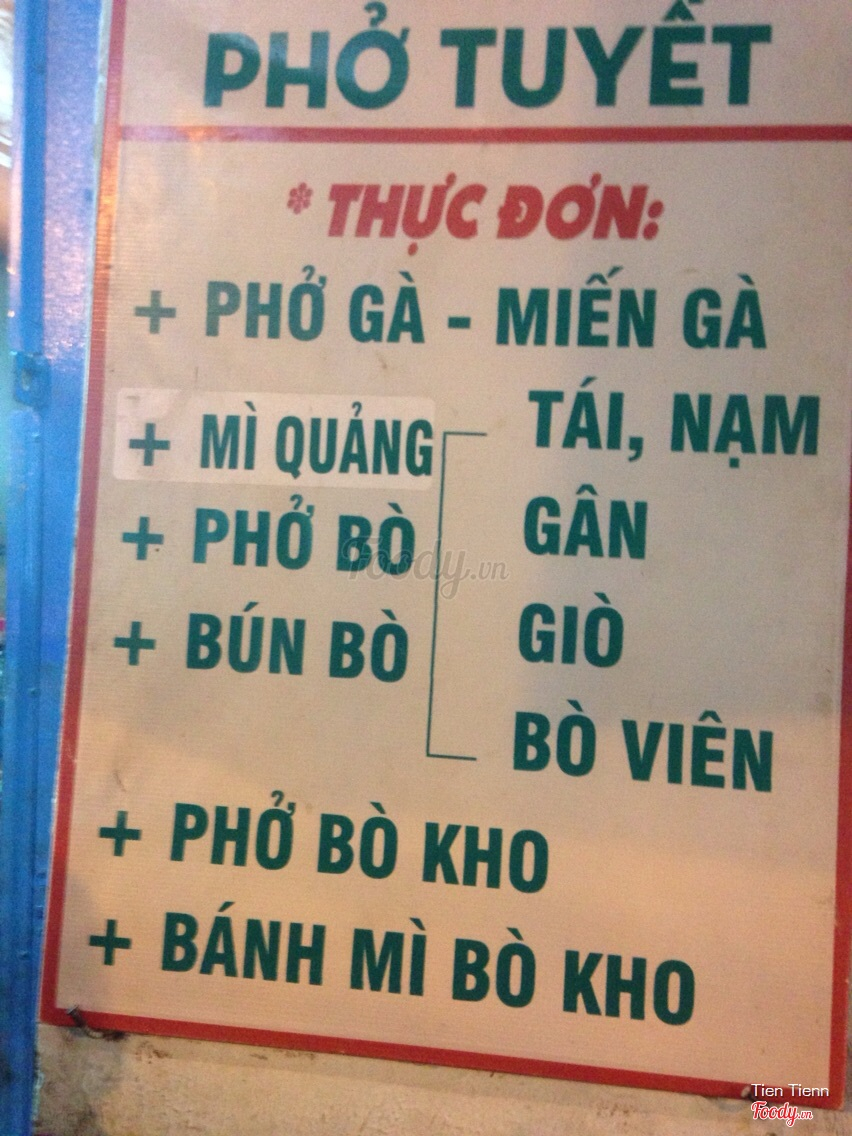 PHỞ TUYẾT
* THỰC ĐƠN:
+ PHỞ GÀ - MIẾN GÀ
+ MÌ QUẢNG
TÁI, NẠM
+ PHỞ BÒ
GÂN
+ BÚN BÒ
GIÒ
BÒ VIÊN
+ PHỞ BÒ KHO
+ BÁNH MÌ BÒ KHO
Foody.vn
Tien Tienn
Foody.vn